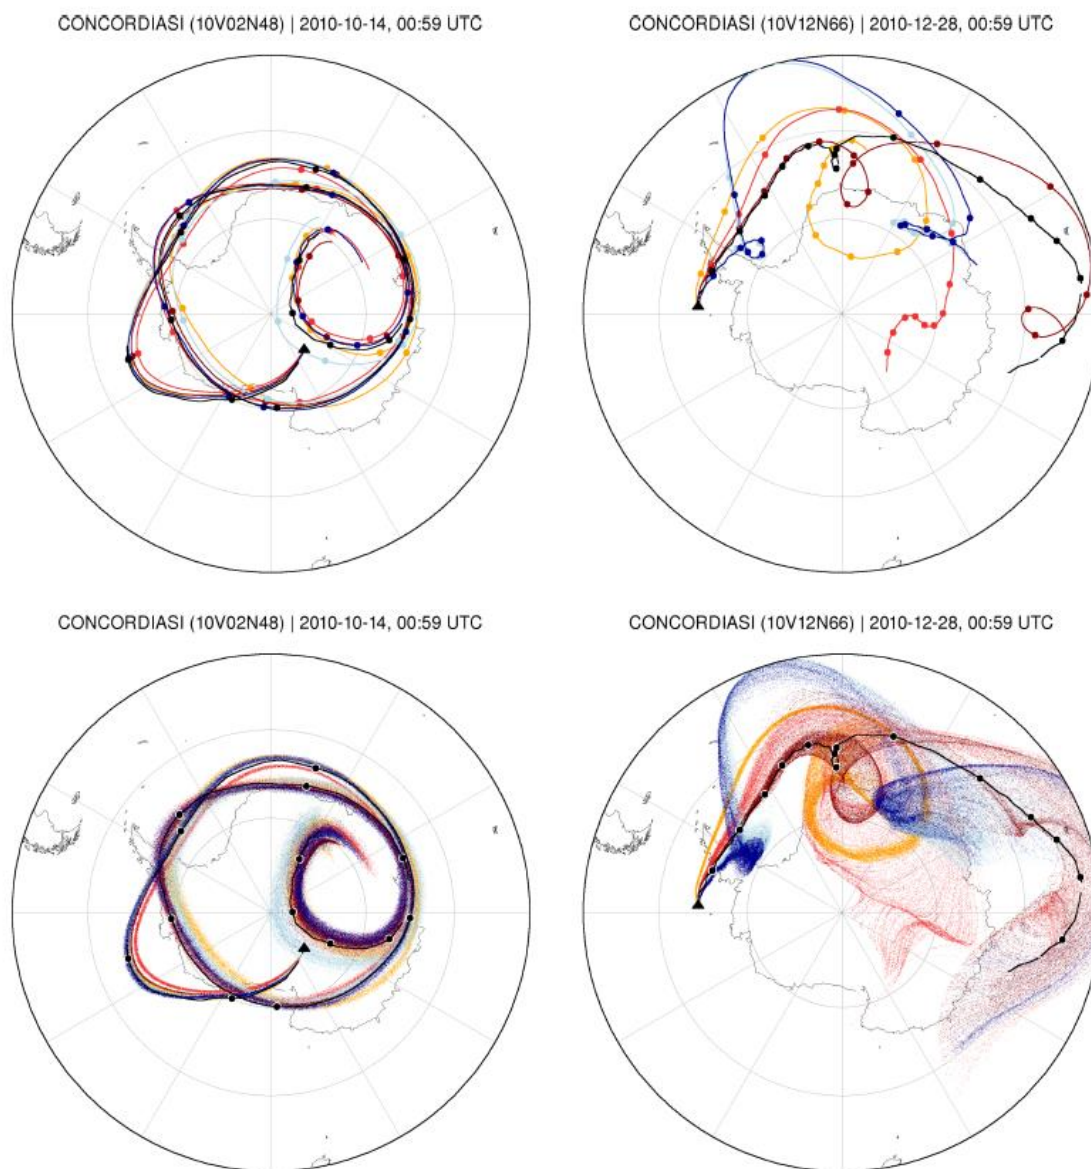 CONCORDIASI (10V02N48) | 2010-10-14, 00:59 UTC
CONCORDIASI (10V12N66) | 2010-12-28, 00:59 UTC
CONCORDIASI (10V02N48) | 2010-10-14, 00:59 UTC
CONCORDIASI (10V12N66) | 2010-12-28, 00:59 UTC